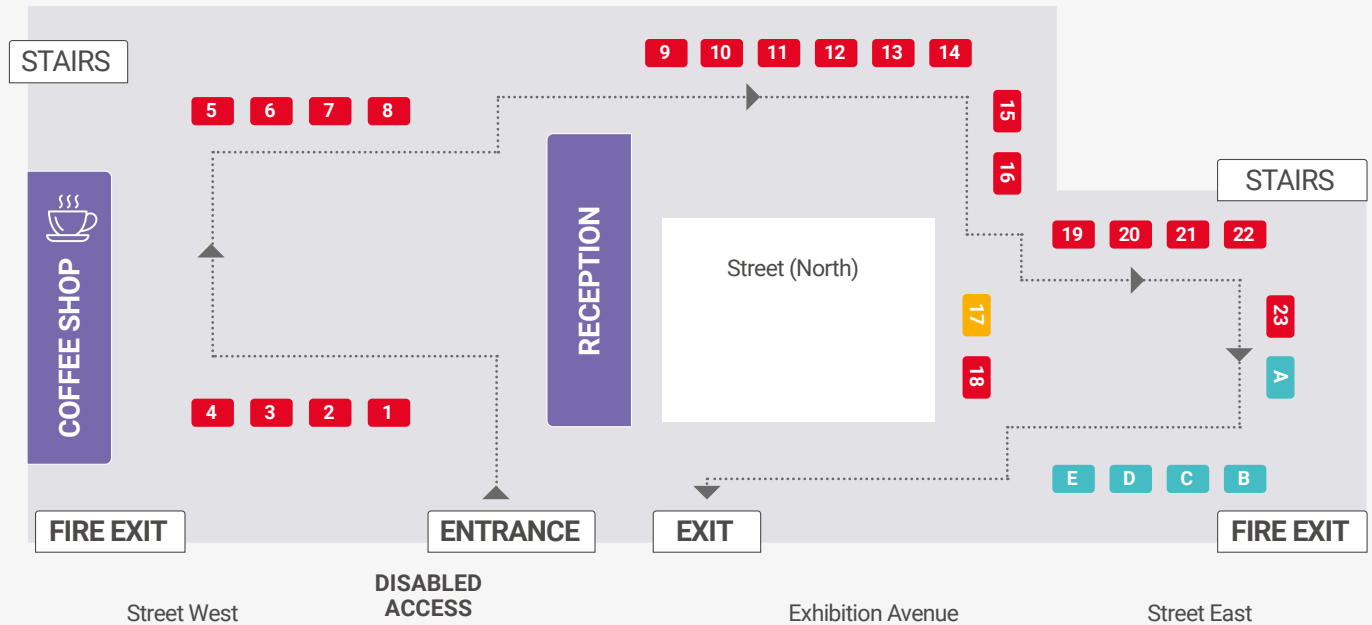 STAIRS
9 10 11 12 13 14
5 6 7 8
15
16
STAIRS
COFFEE SHOP
RECEPTION
Street (North)
19 20 21 22
17
18
23
A
4 3 2 1
E D C B
FIRE EXIT
ENTRANCE
EXIT
FIRE EXIT
DISABLED
ACCESS
Street West
Exhibition Avenue
Street East